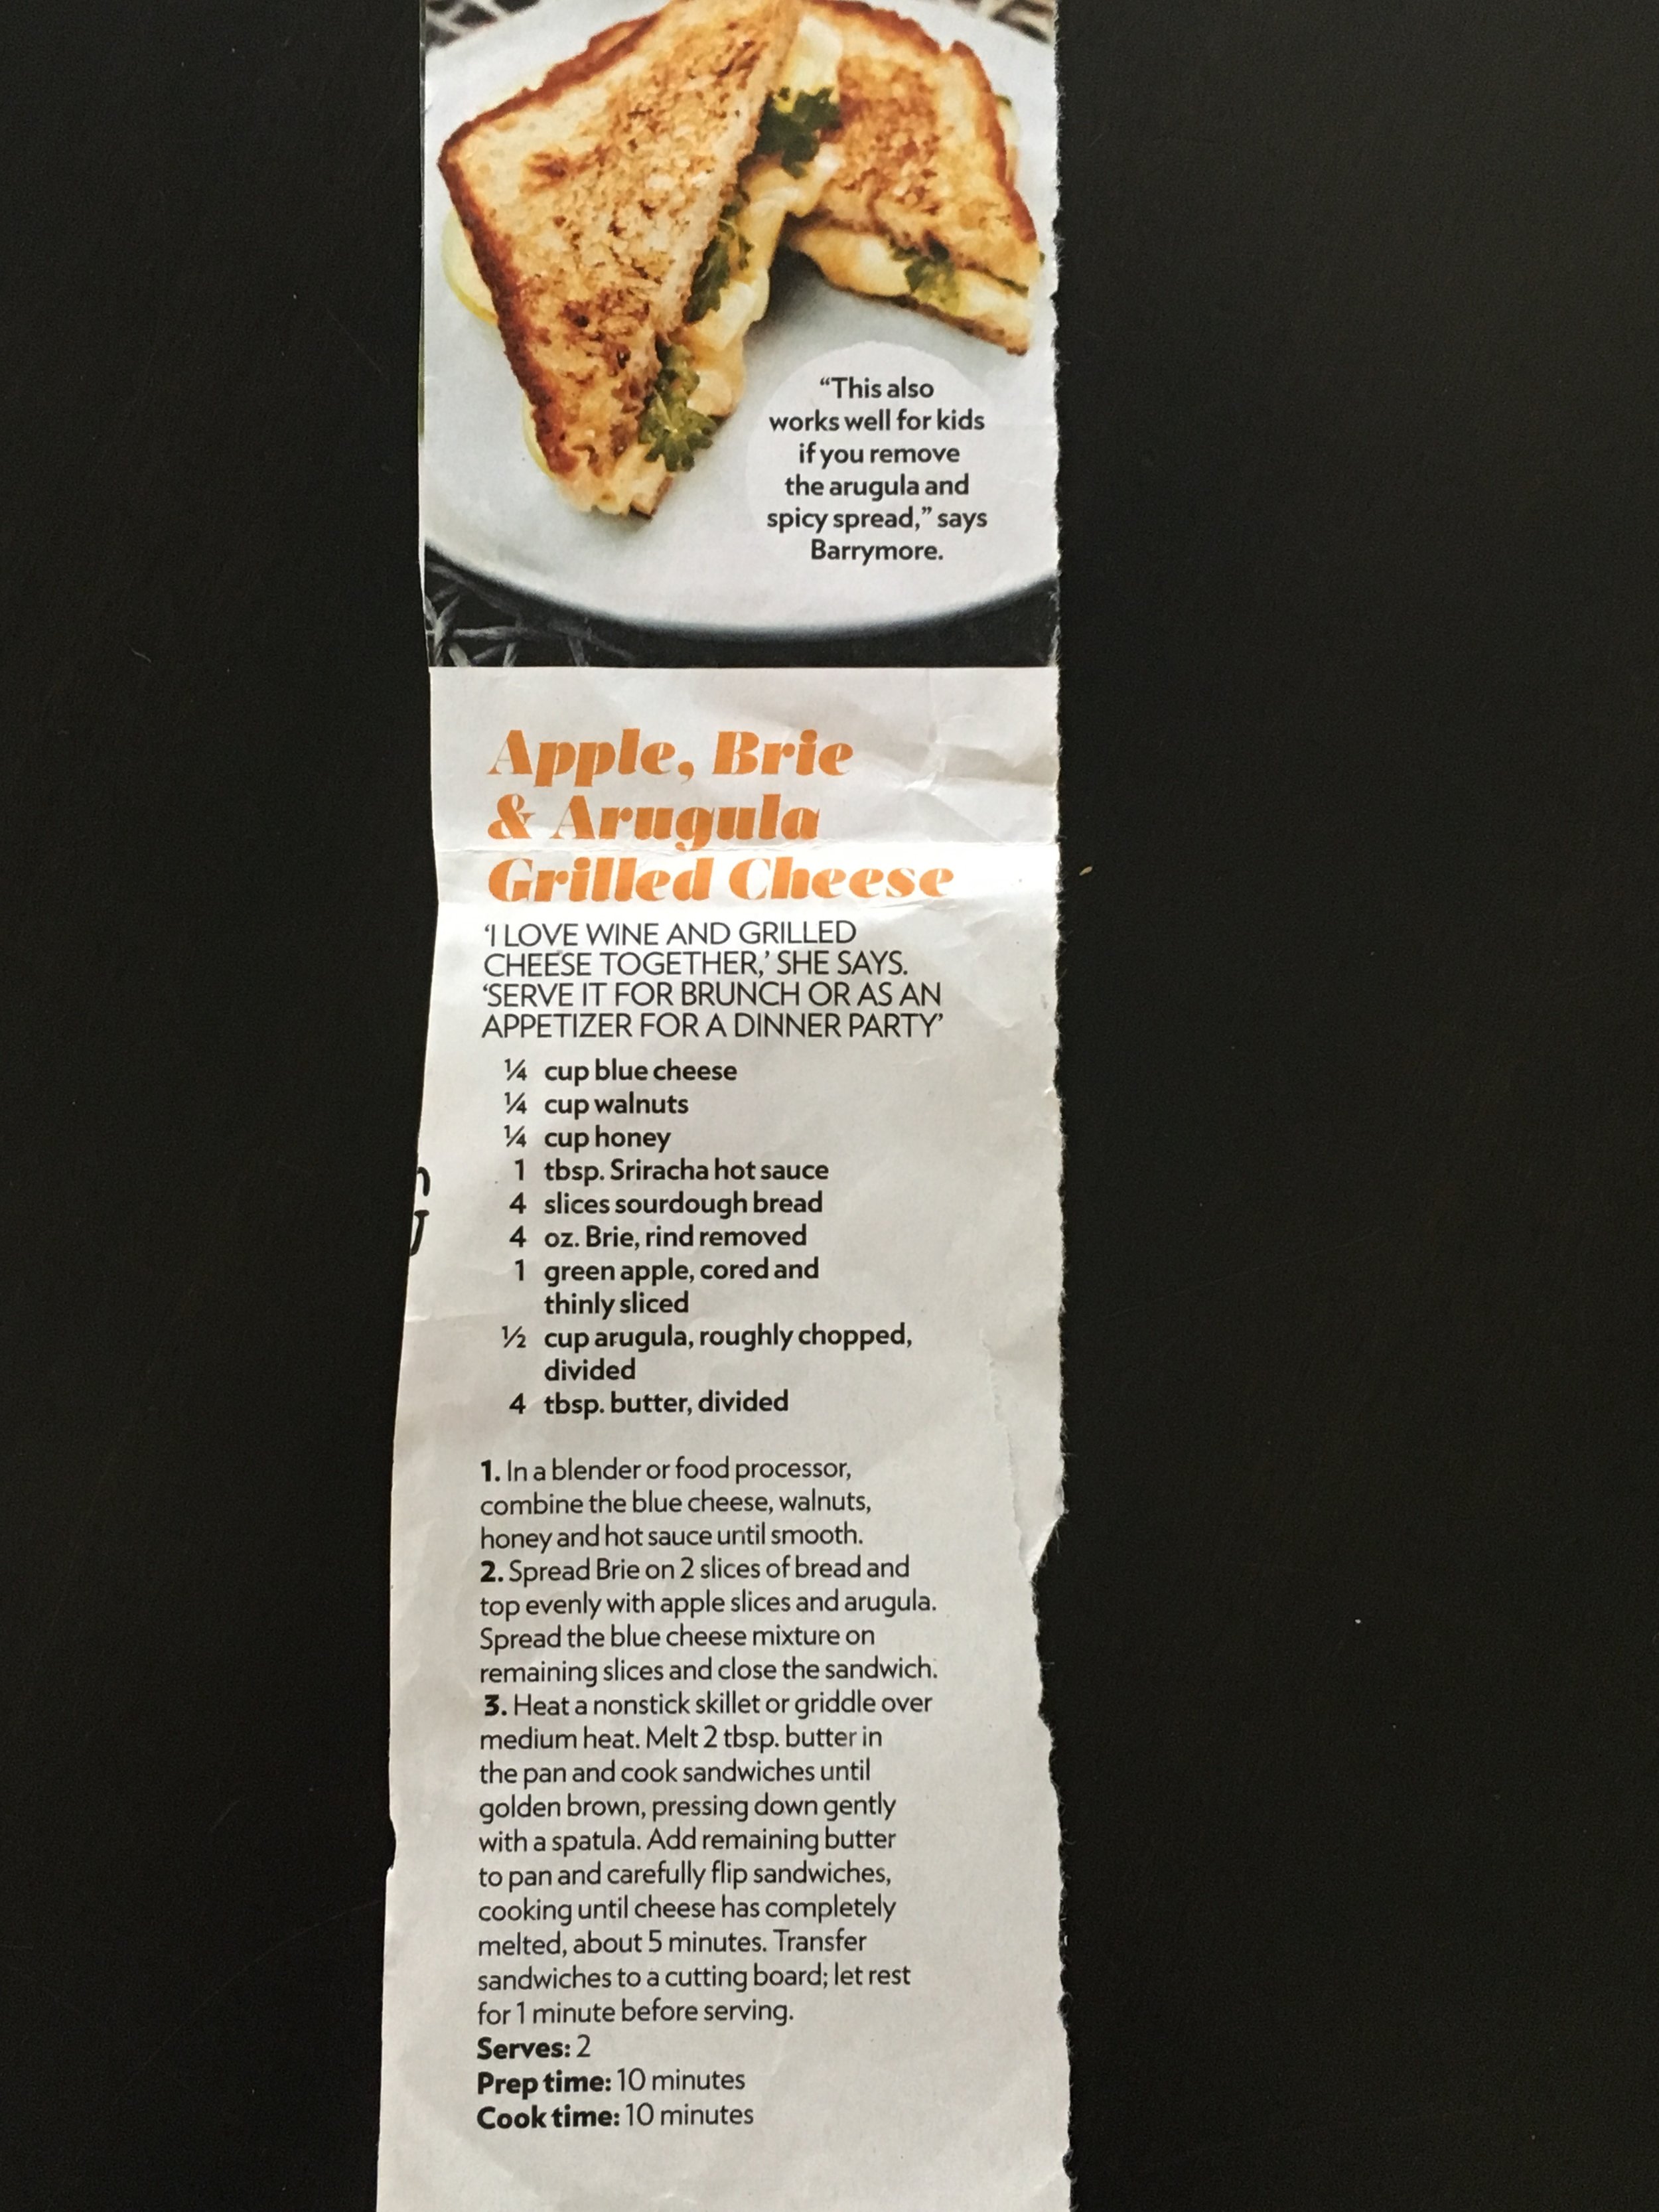 “This also
works well for kids
if you remove
the arugula and
spicy spread,” says
Barrymore.
Apple, Brie
& Arugula
Grilled Cheese
‘I LOVE WINE AND GRILLED
CHEESE TOGETHER,’ SHE SAYS.
‘SERVE IT FOR BRUNCH OR AS AN
APPETIZER FOR A DINNER PARTY’
¼ cup blue cheese
¼ cup walnuts
¼ cup honey
1 tbsp. Sriracha hot sauce
4 slices sourdough bread
4 oz. Brie, rind removed
1 green apple, cored and
thinly sliced
½ cup arugula, roughly chopped,
divided
4 tbsp. butter, divided
1. In a blender or food processor,
combine the blue cheese, walnuts,
honey and hot sauce until smooth.
2. Spread Brie on 2 slices of bread and
top evenly with apple slices and arugula.
Spread the blue cheese mixture on
remaining slices and close the sandwich.
3. Heat a nonstick skillet or griddle over
medium heat. Melt 2 tbsp. butter in
the pan and cook sandwiches until
golden brown, pressing down gently
with a spatula. Add remaining butter
to pan and carefully flip sandwiches,
cooking until cheese has completely
melted, about 5 minutes. Transfer
sandwiches to a cutting board; let rest
for 1 minute before serving.
Serves: 2
Prep time: 10 minutes
Cook time: 10 minutes